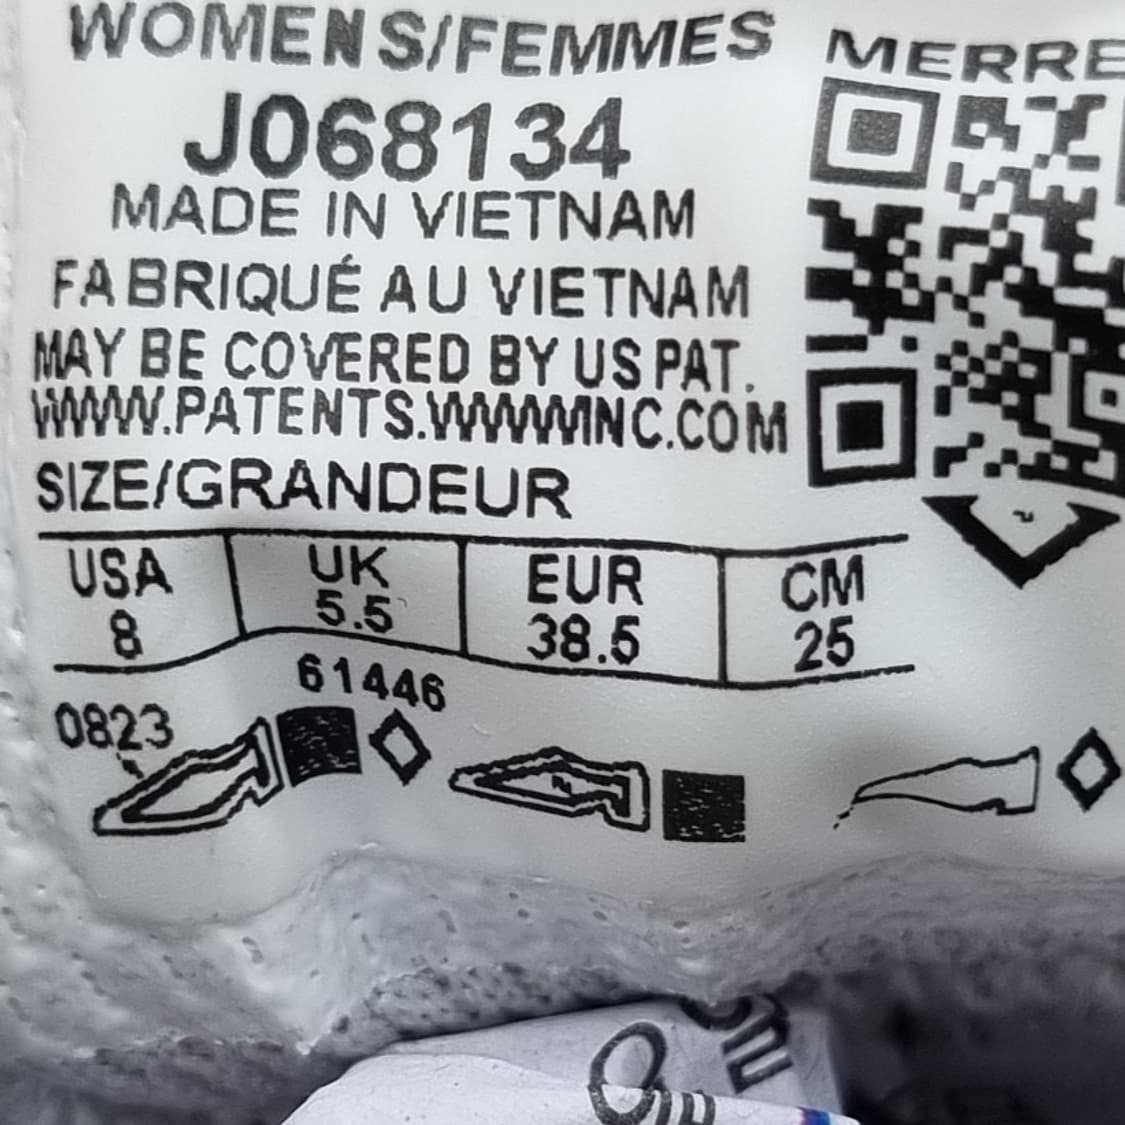 WOMENS/FEMMES
MERRE
J068134
MADE IN VIETNAM
FABRIQUÉ AU VIETNAM
MAY BE COVERED BY US PAT.
WWW.PATENTS.WWWINC.COM
SIZE/GRANDEUR
USA UK EUR CM
8 5.5 38.5 25
61446
0823